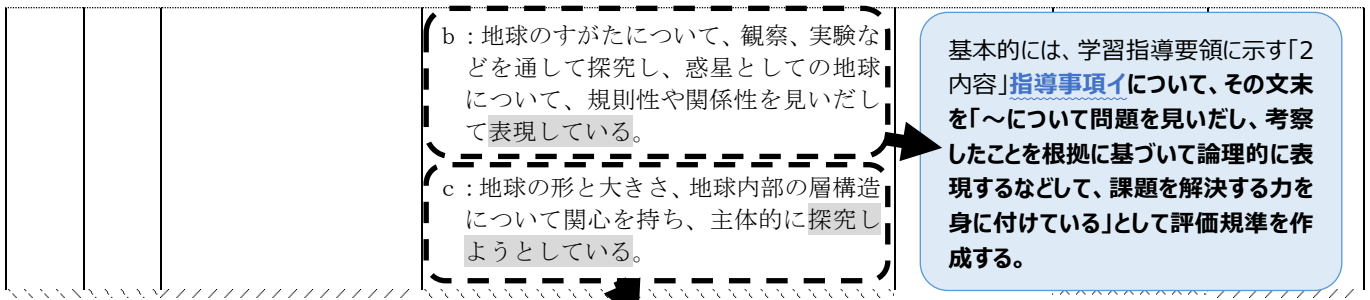 b：地球のすがたについて、観察、実験な
どを通して探究し、惑星としての地球
について、規則性や関係性を見いだし
て表現している。
c：地球の形と大きさ、地球内部の層構造
について関心を持ち、主体的に探究し
ようとしている。
基本的には、学習指導要領に示す「２
内容」指導事項イについて、その文末
を「～について問題を見いだし、考察
したことを根拠に基づいて論理的に表
現するなどして、課題を解決する力を
身に付けている」として評価規準を作
成する。